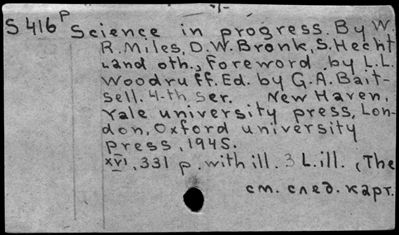 S 416 P Science in progress. By W.
R. Miles, D. W. Bronk, S. Hecht
and oth., Foreword by L. L.
Woodruff. Ed. by G. A. Bait-
sell. 4-th ser. New Haven,
Yale university press, Lon-
don, Oxford university
press, 1945.
XVI, 331 p. with ill. 3 L. ill. (The
см. след. карт.